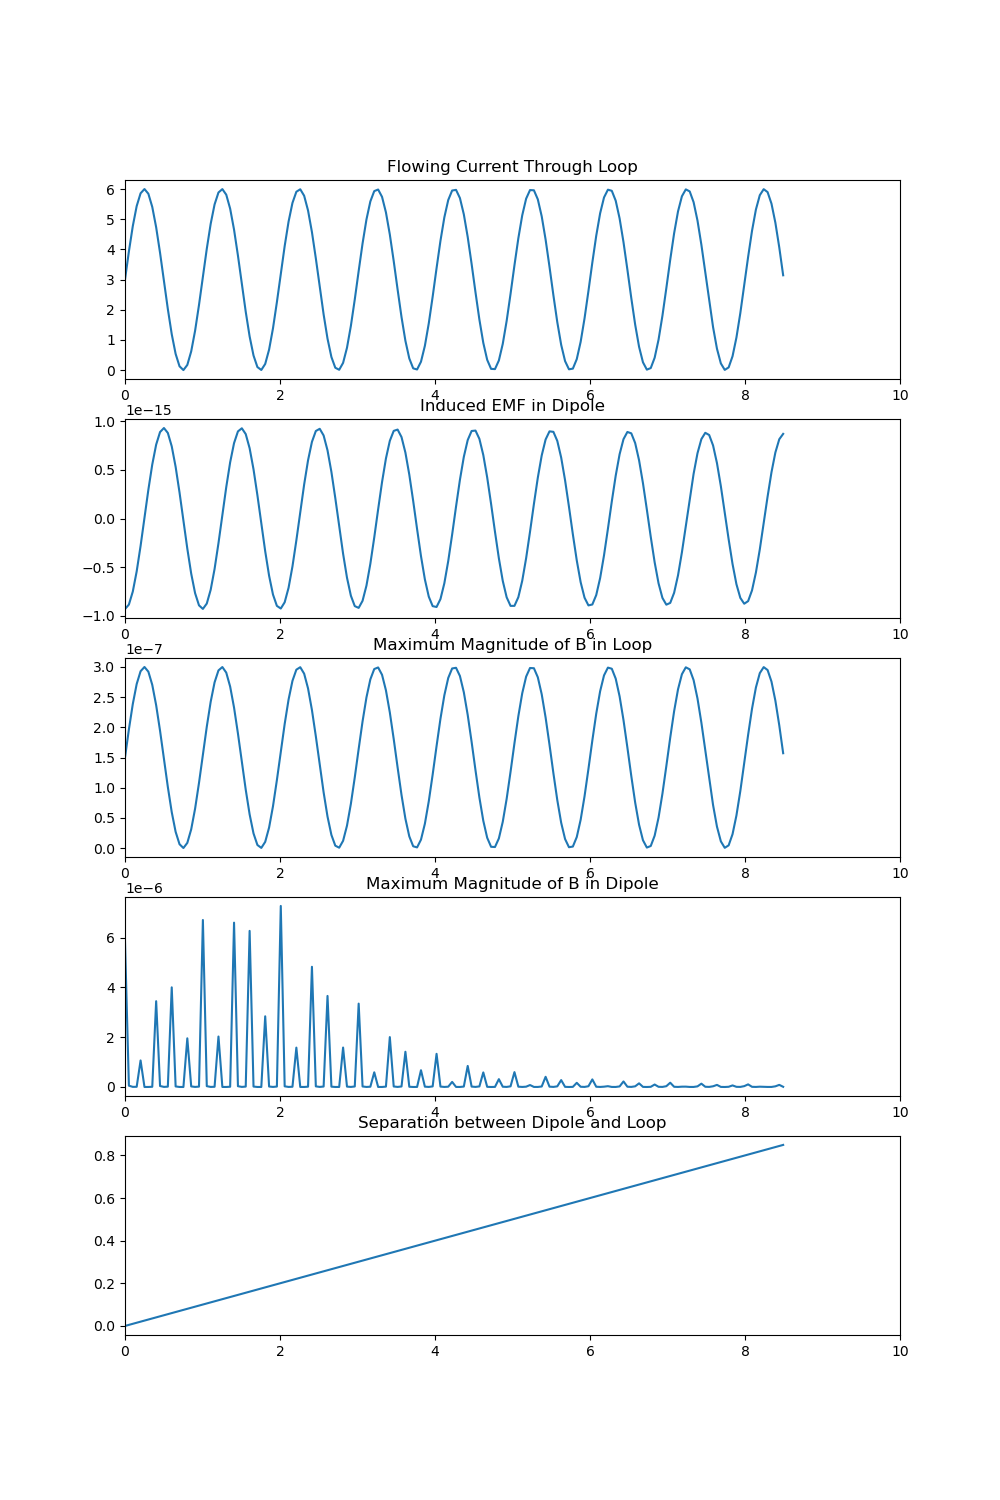 Flowing Current Through Loop
6
5
4
3
2
1
0
0 2 4 6 8 10
1e−15
Induced EMF in Dipole
1.0
0.5
0.0
−0.5
−1.0
0 2 4 6 8 10
1e−7
Maximum Magnitude of B in Loop
3.0
2.5
2.0
1.5
1.0
0.5
0.0
0 2 4 6 8 10
1e−6
Maximum Magnitude of B in Dipole
6
4
2
0
0 2 4 6 8 10
Separation between Dipole and Loop
0.8
0.6
0.4
0.2
0.0
0 2 4 6 8 10